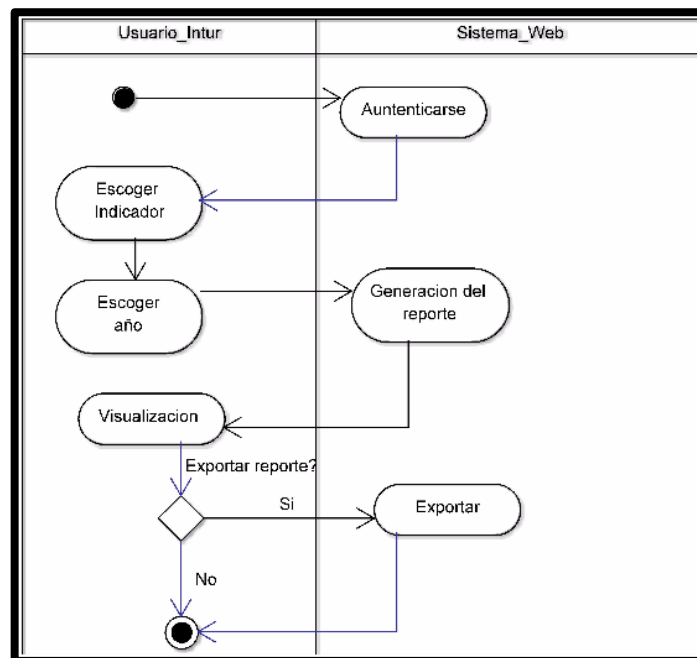 Usuario_Intur
Sistema_Web
Auntenticarse
Escoger
Indicador
Escoger
año
Generacion del
reporte
Visualizacion
Exportar reporte?
Si
Exportar
No